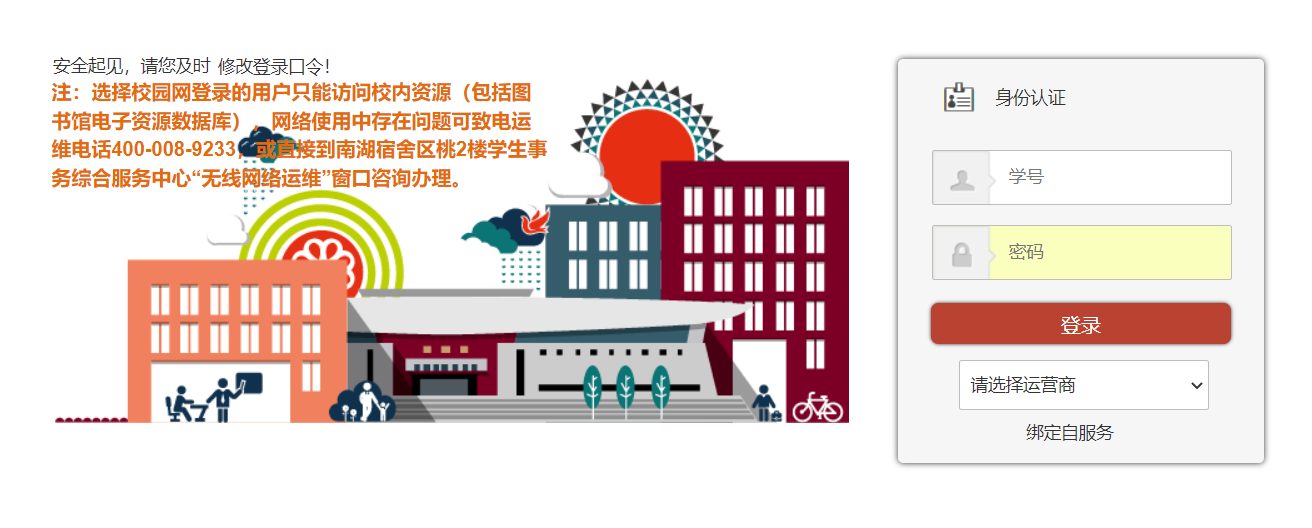 安全起见，请您及时 修改登录口令!
注：选择校园网登录的用户只能访问校内资源（包括图
书馆电子资源数据库），网络使用中存在问题可致电运
维电话400-008-9233，或直接到南湖宿舍区桃2楼学生事
务综合服务中心“无线网络运维”窗口咨询办理。
身份认证
学号
密码
登录
请选择运营商
绑定自服务